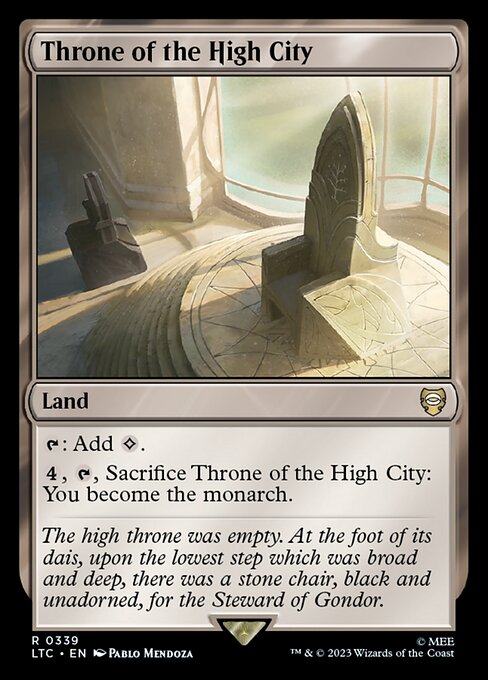 Throne of the High City
Land
: Add .
4, , Sacrifice Throne of the High City:
You become the monarch.
The high throne was empty. At the foot of its
dais, upon the lowest step which was broad
and deep, there was a stone chair, black and
unadorned, for the Steward of Gondor.
R 0339
LTC • EN Pablo Mendoza
© MEE
™ & © 2023 Wizards of the Coast